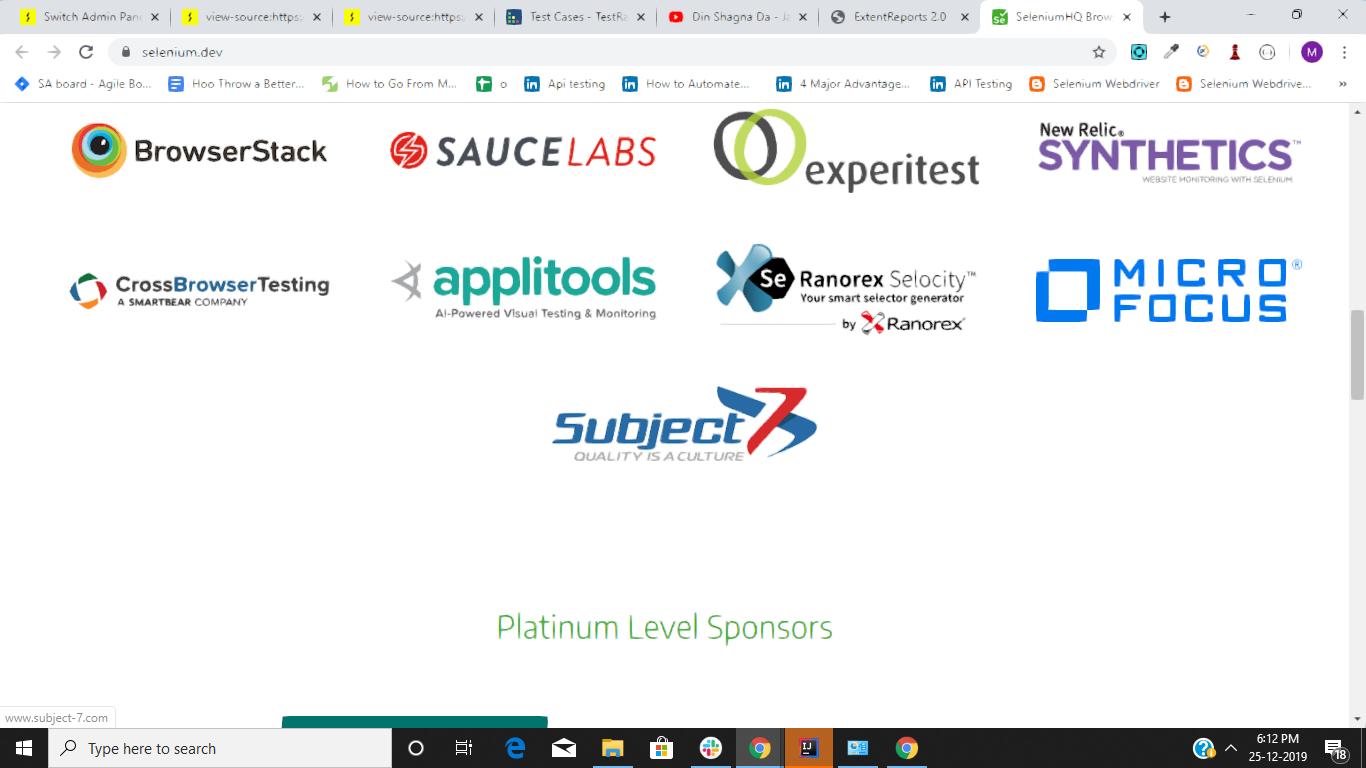 Switch Admin Pan
view-source:https:
view-source:https:
Test Cases - TestRa
Din Shagna Da - Ja
ExtentReports 2.0
SeleniumHQ Brow
selenium.dev
M
SA board - Agile Bo...
Hoo Throw a Better...
How to Go From M...
o
Api testing
How to Automate...
4 Major Advantage...
API Testing
Selenium Webdriver
Selenium Webdrive...
BrowserStack
SAUCELABS
experitest
New Relic®
SYNTHETICS™
WEBSITE MONITORING WITH SELENIUM
CrossBrowserTesting
A SMARTBEAR COMPANY
applitools
AI-Powered Visual Testing & Monitoring
Se
Ranorex Selocity™
Your smart selector generator
by Ranorex®
MICRO®
FOCUS
Subject7
QUALITY IS A CULTURE
Platinum Level Sponsors
www.subject-7.com
Type here to search
IJ
6:12 PM
25-12-2019
18